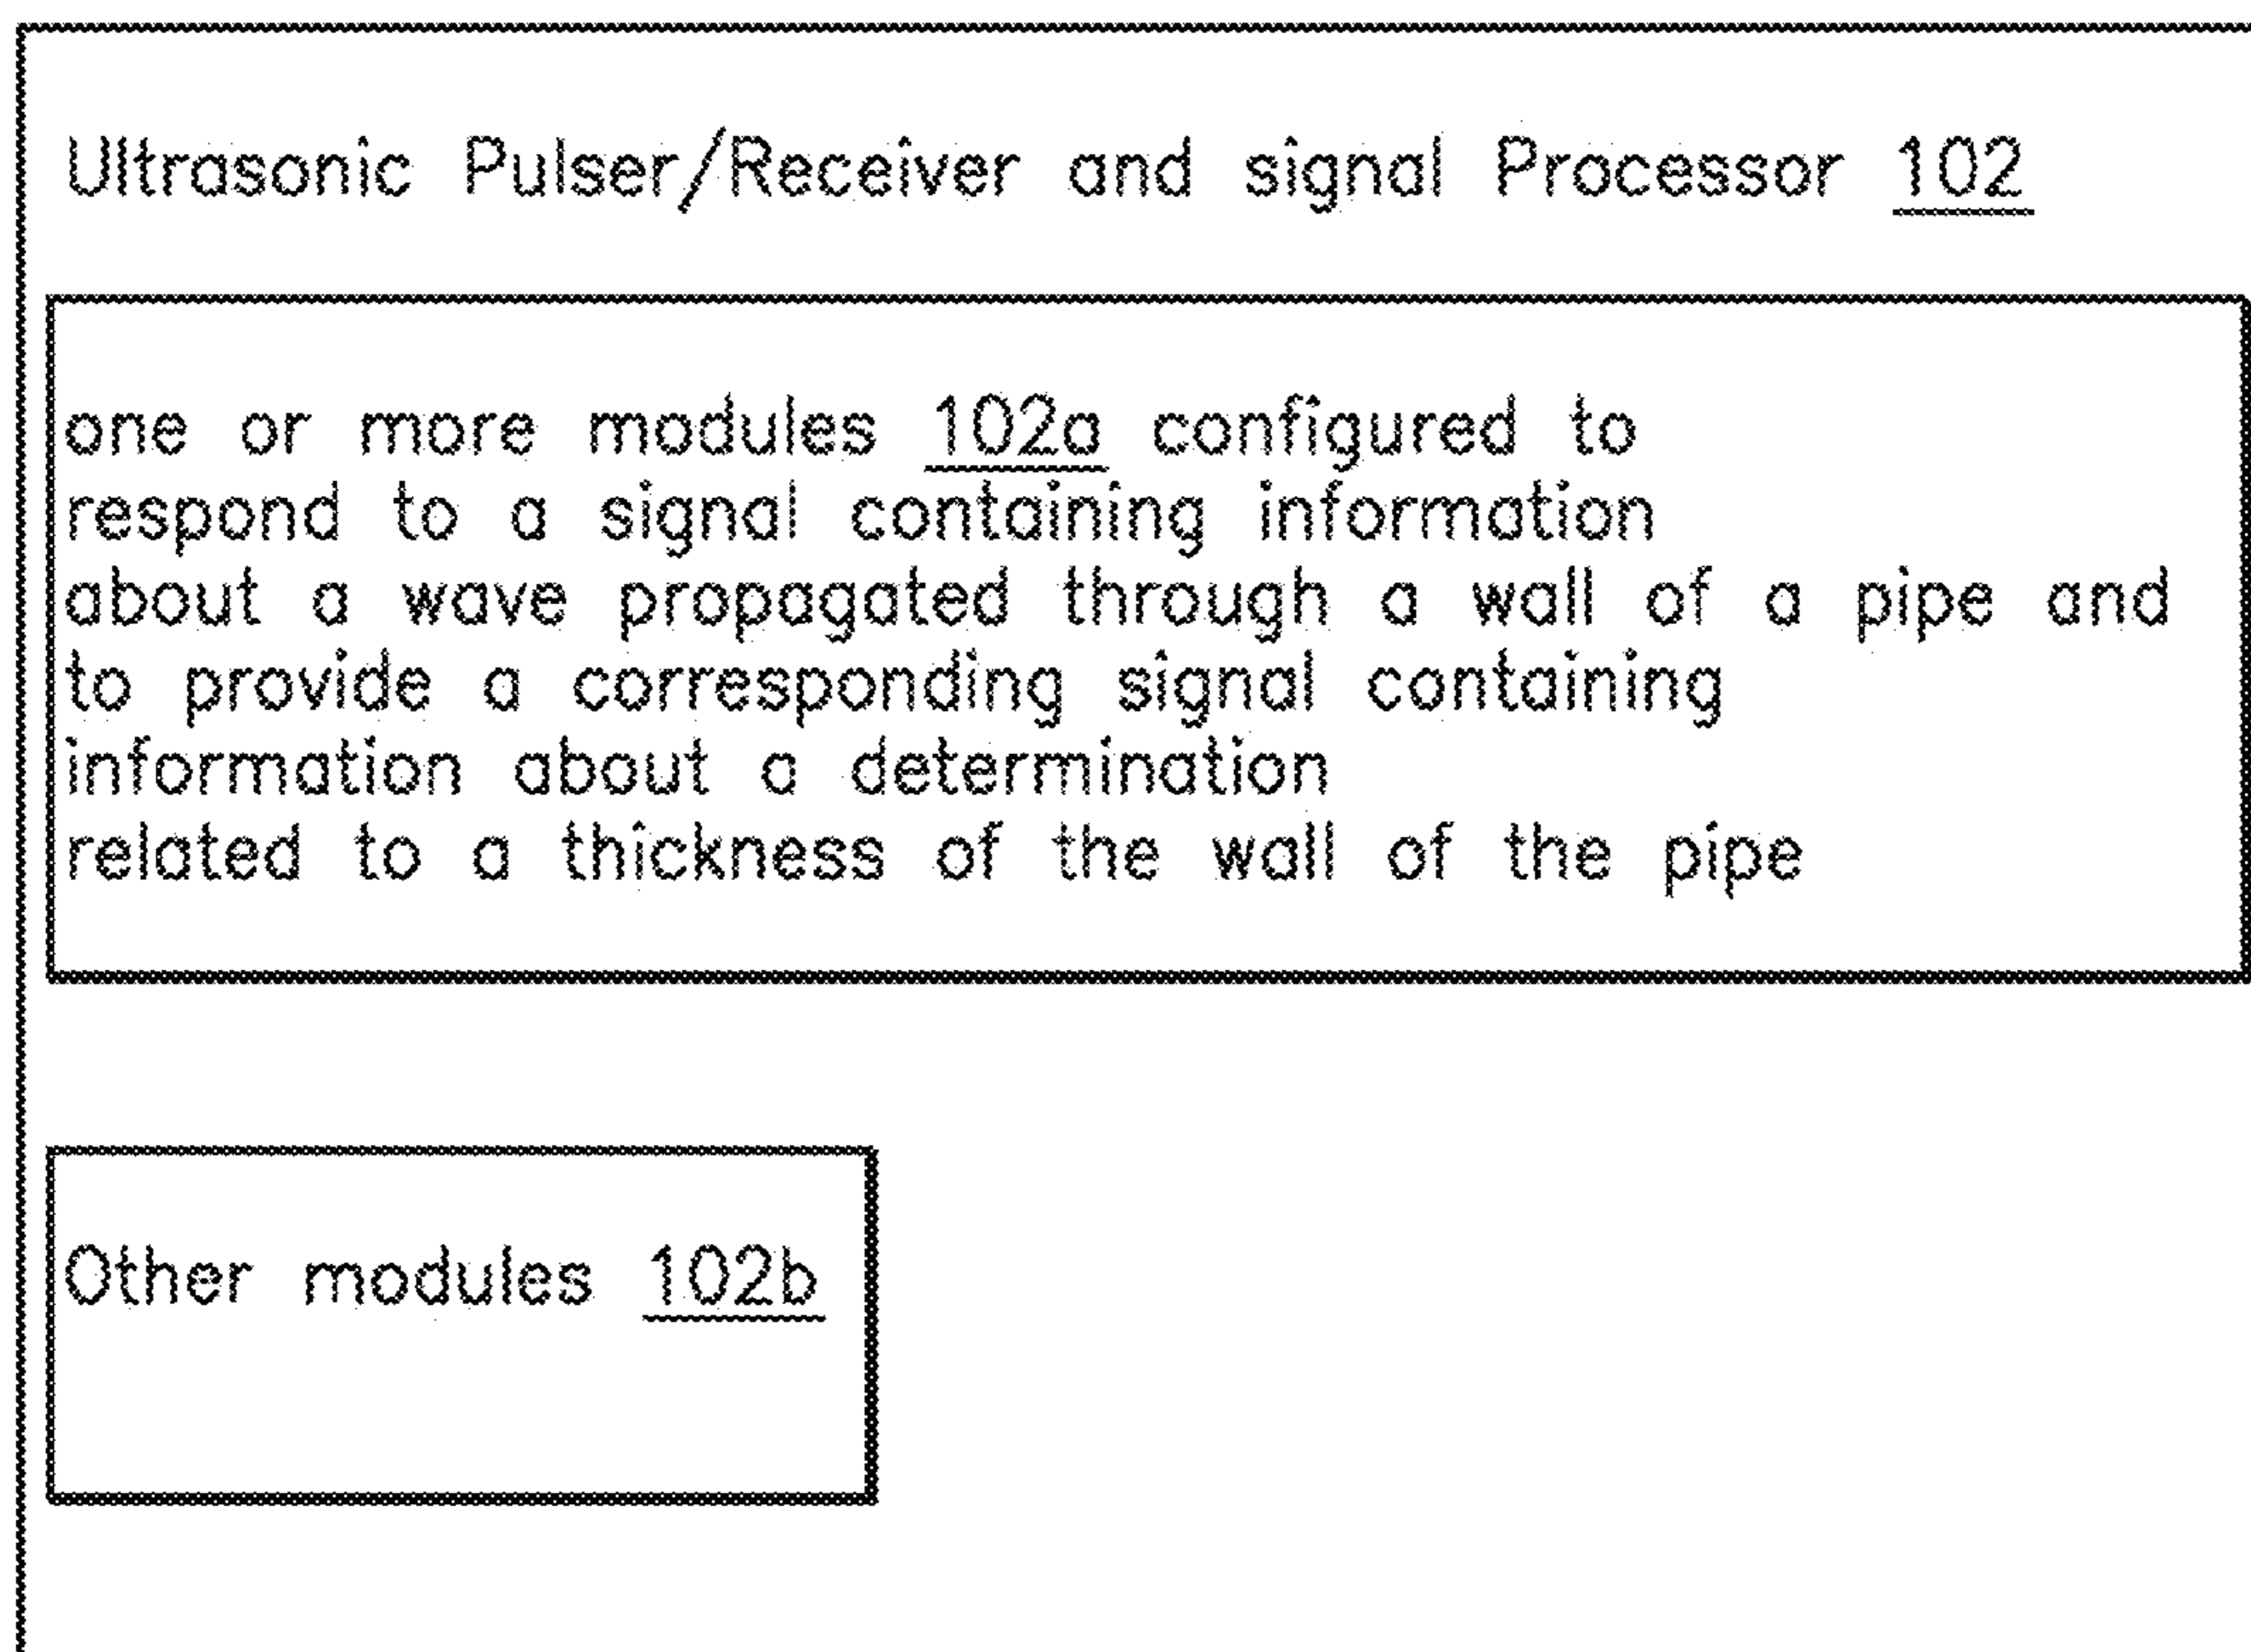 Ultrasonic Pulser/Receiver and signal Processor 102
one or more modules 102a configured to
respond to a signal containing information
about a wave propagated through a wall of a pipe and
to provide a corresponding signal containing
information about a determination
related to a thickness of the wall of the pipe
Other modules 102b